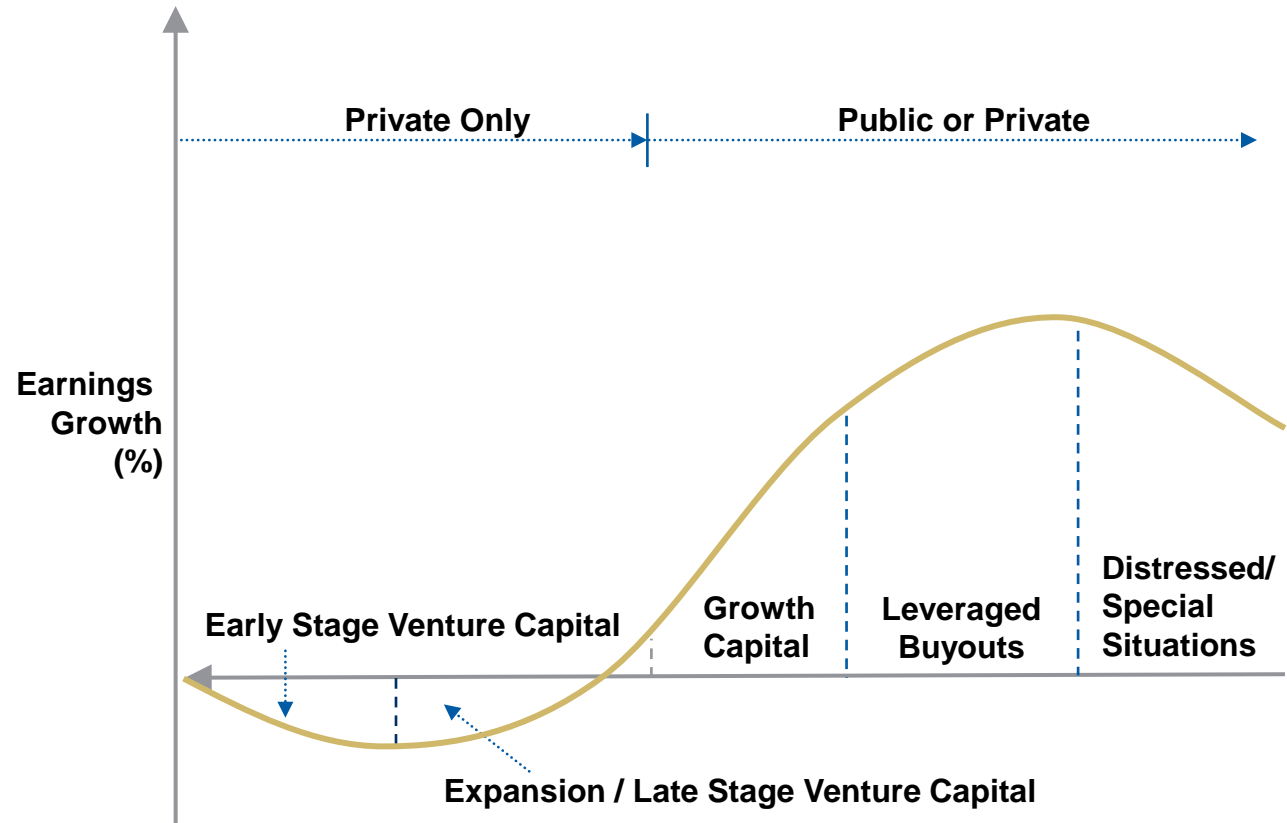 Private Only
Public or Private
Earnings
Growth
(%)
Early Stage Venture Capital
Growth
Capital
Leveraged
Buyouts
Distressed/
Special
Situations
Expansion / Late Stage Venture Capital